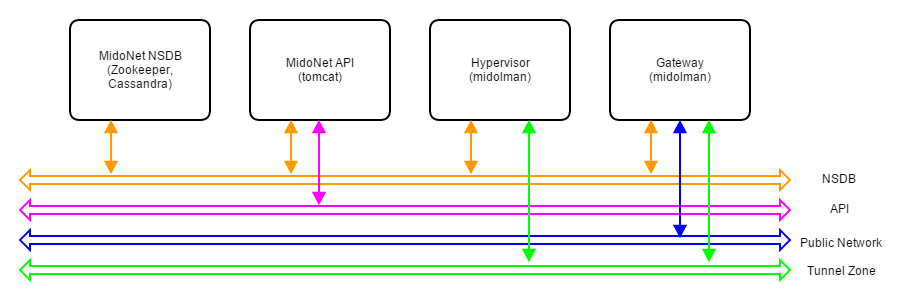 MidoNet NSDB
(Zookeeper,
Cassandra)
MidoNet API
(tomcat)
Hypervisor
(midolman)
Gateway
(midolman)
NSDB
API
Public Network
Tunnel Zone